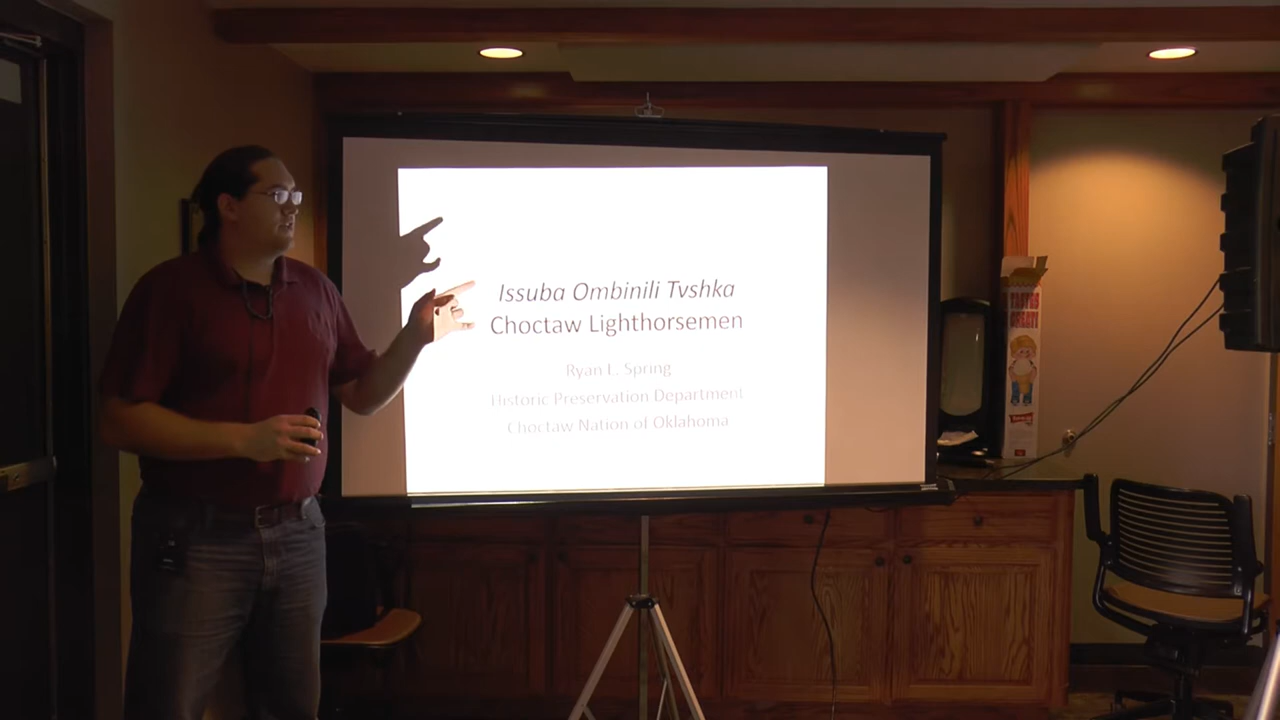 Issuba Ombinili Tvshka
Choctaw Lighthorsemen
Ryan L. Spring
Historic Preservation Department
Choctaw Nation of Oklahoma